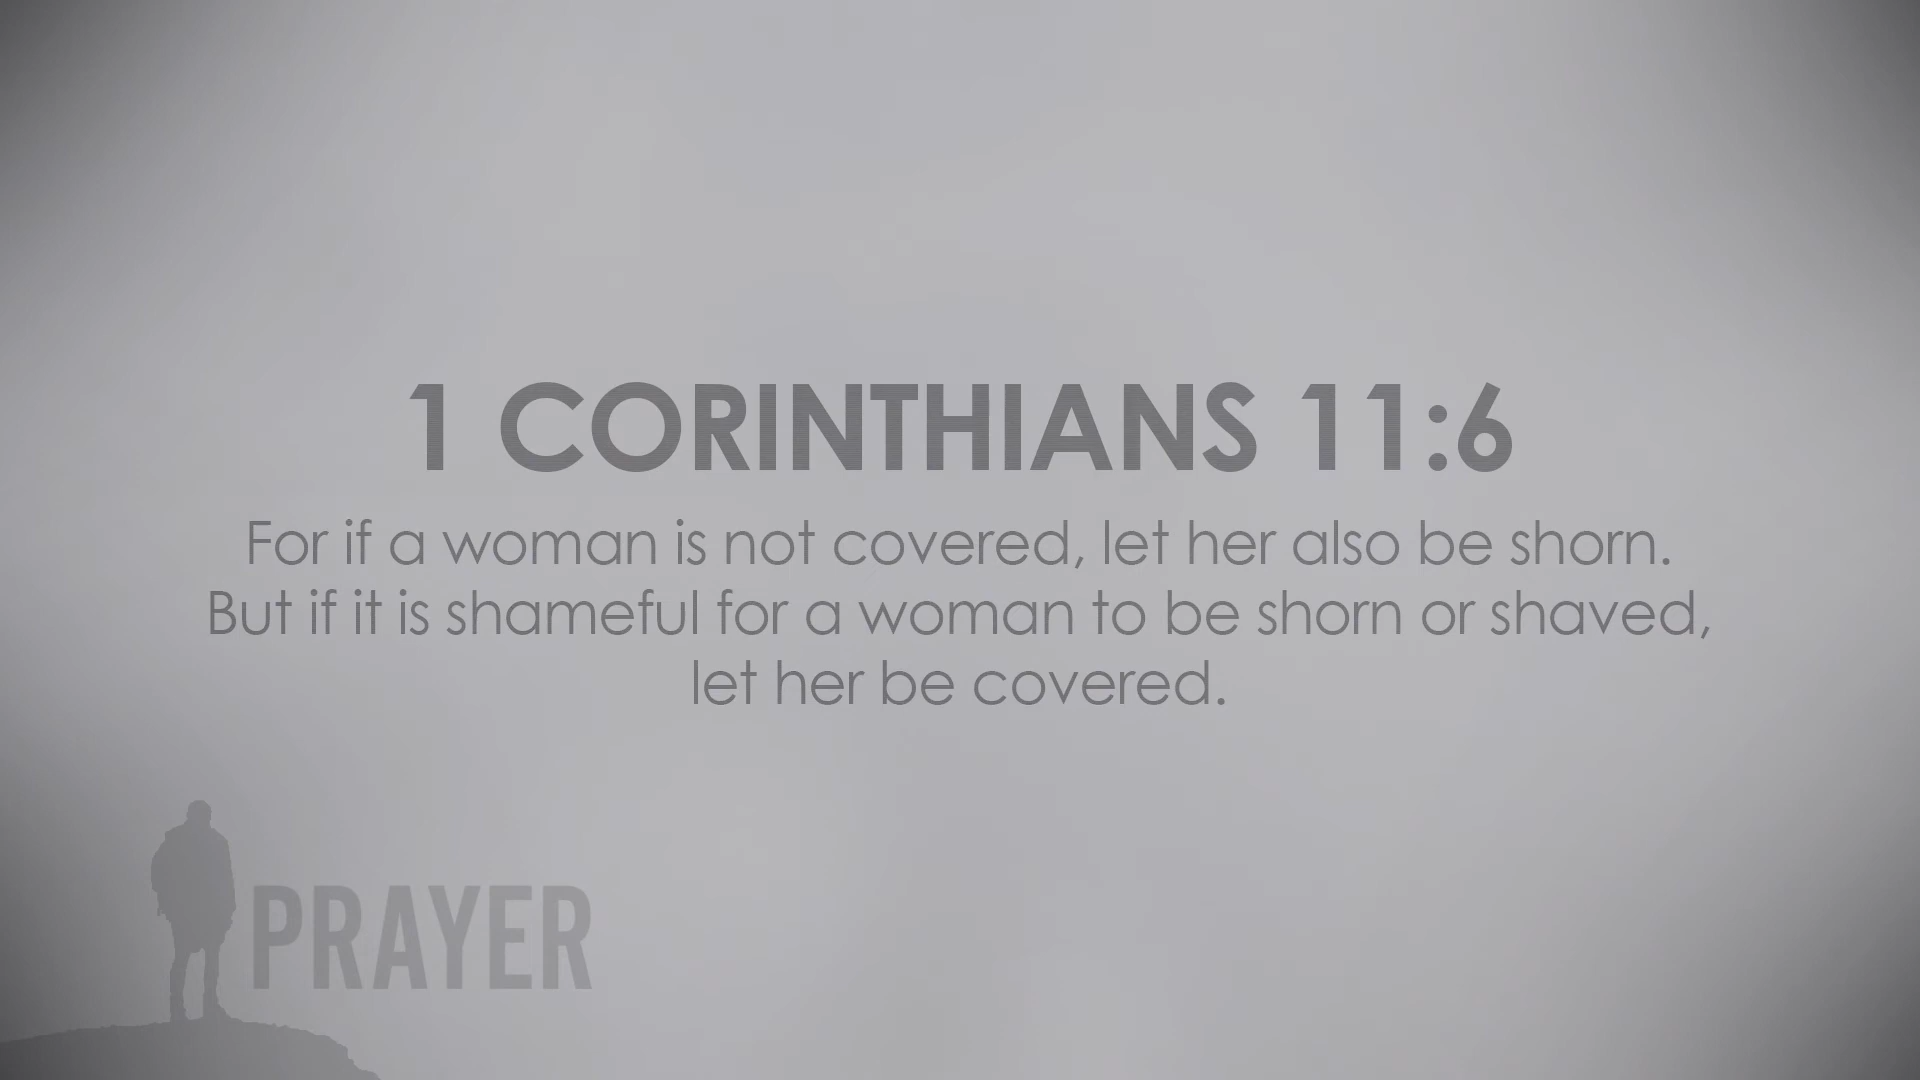 1 CORINTHIANS 11:6
For if a woman is not covered, let her also be shorn.
But if it is shameful for a woman to be shorn or shaved,
let her be covered.
PRAYER